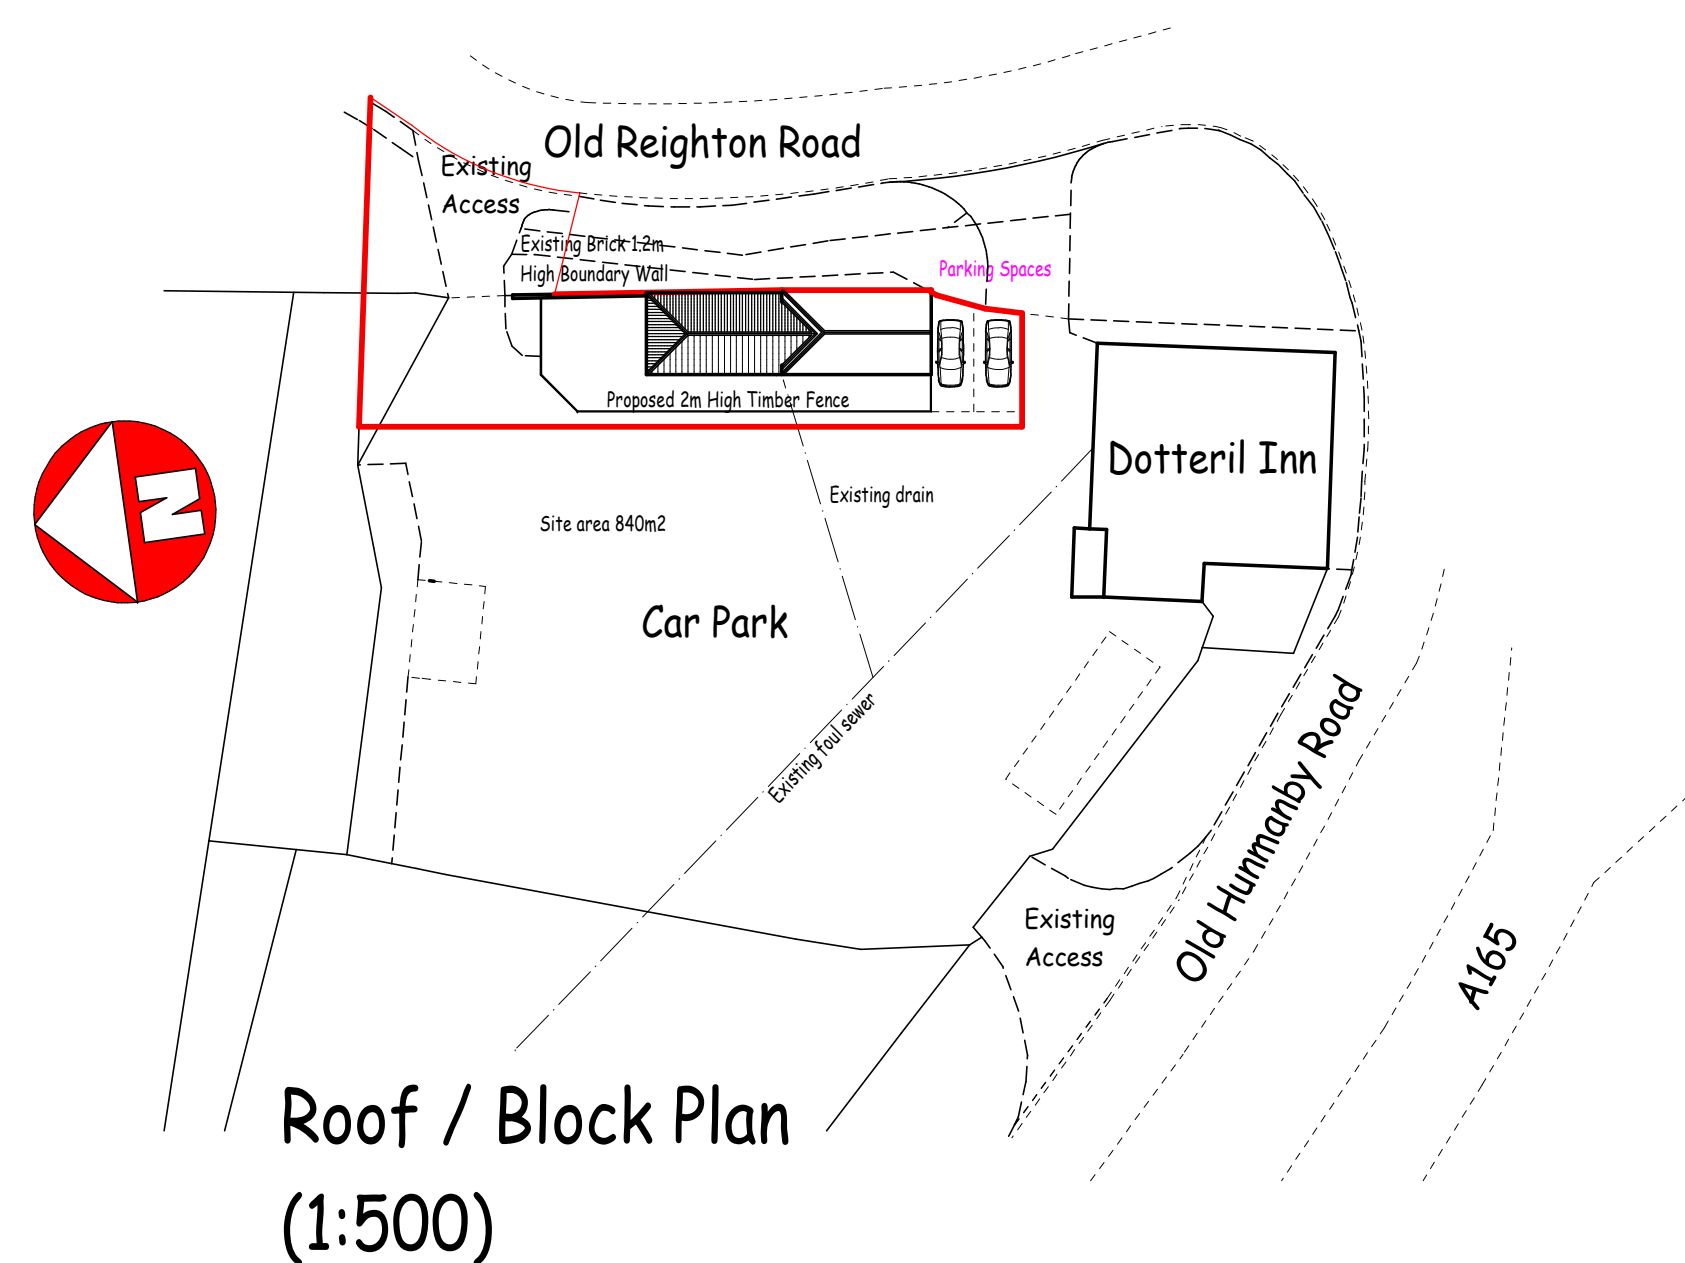 Old Reighton Road
Existing
Access
Existing Brick 1.2m
High Boundary Wall
Parking Spaces
Proposed 2m High Timber Fence
Dotteril Inn
N
Existing drain
Site area 840m2
Car Park
Existing foul sewer
Old Hunmanby Road
Existing
Access
A165
Roof / Block Plan
(1:500)